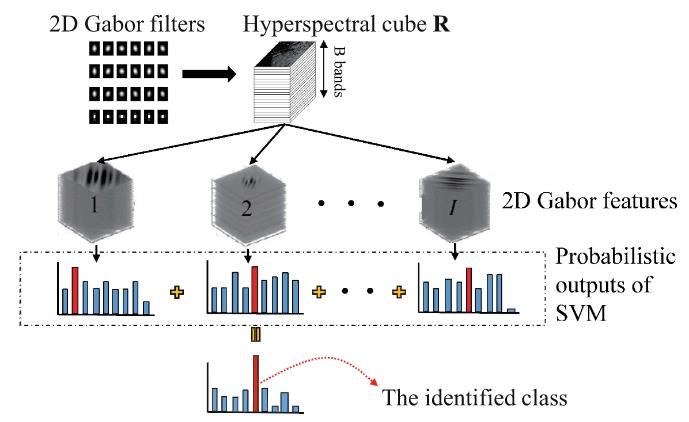 2D Gabor filters
Hyperspectral cube R
B bands
1
2
I
2D Gabor features
Probabilistic
outputs of
SVM
The identified class